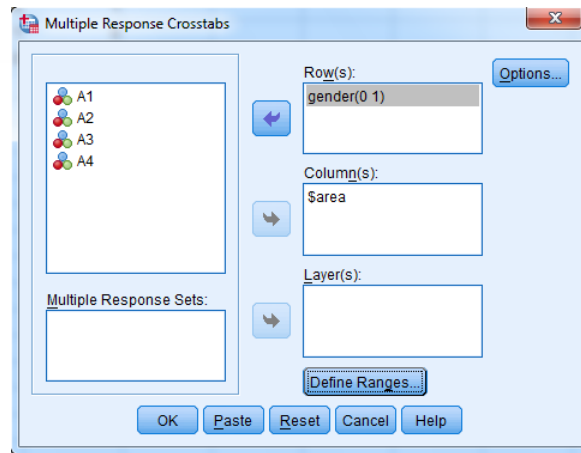 Multiple Response Crosstabs
A1
A2
A3
A4
Multiple Response Sets:
Row(s):
gender(0 1)
Column(s):
$area
Layer(s):
Define Ranges...
Options...
OK Paste Reset Cancel Help